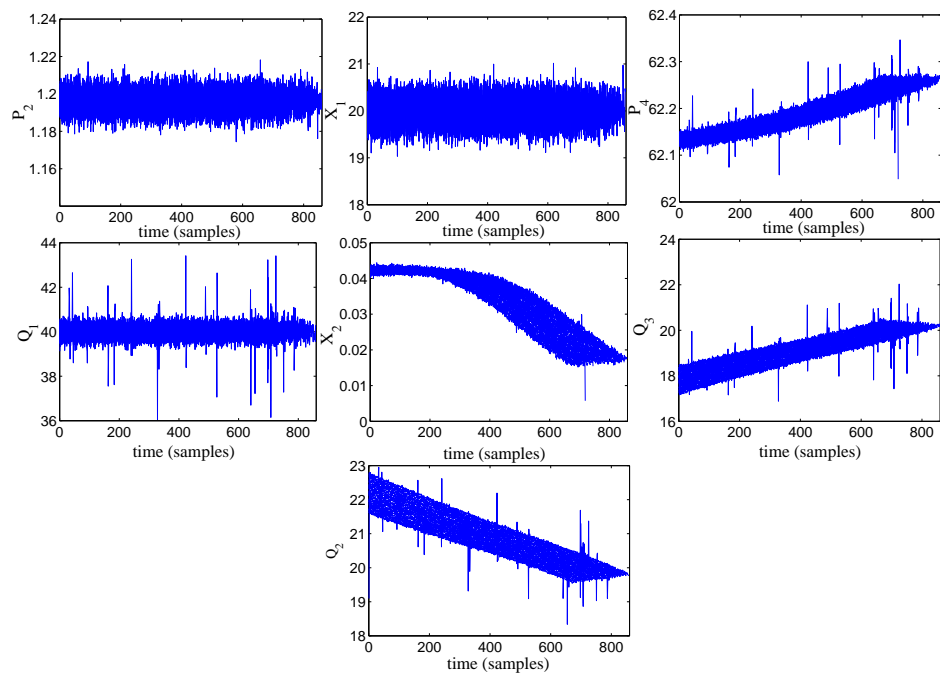 1.24
1.22
1.2
1.18
1.16
P2
0 200 400 600 800
time (samples)
22
21
20
19
18
X1
0 200 400 600 800
time (samples)
62.4
62.3
62.2
62.1
62
P4
0 200 400 600 800
time (samples)
44
42
40
38
36
Q1
0 200 400 600 800
time (samples)
0.05
0.04
0.03
0.02
0.01
0
X2
0 200 400 600 800
time (samples)
24
22
20
18
16
Q3
0 200 400 600 800
time (samples)
23
22
21
20
19
18
Q2
0 200 400 600 800
time (samples)